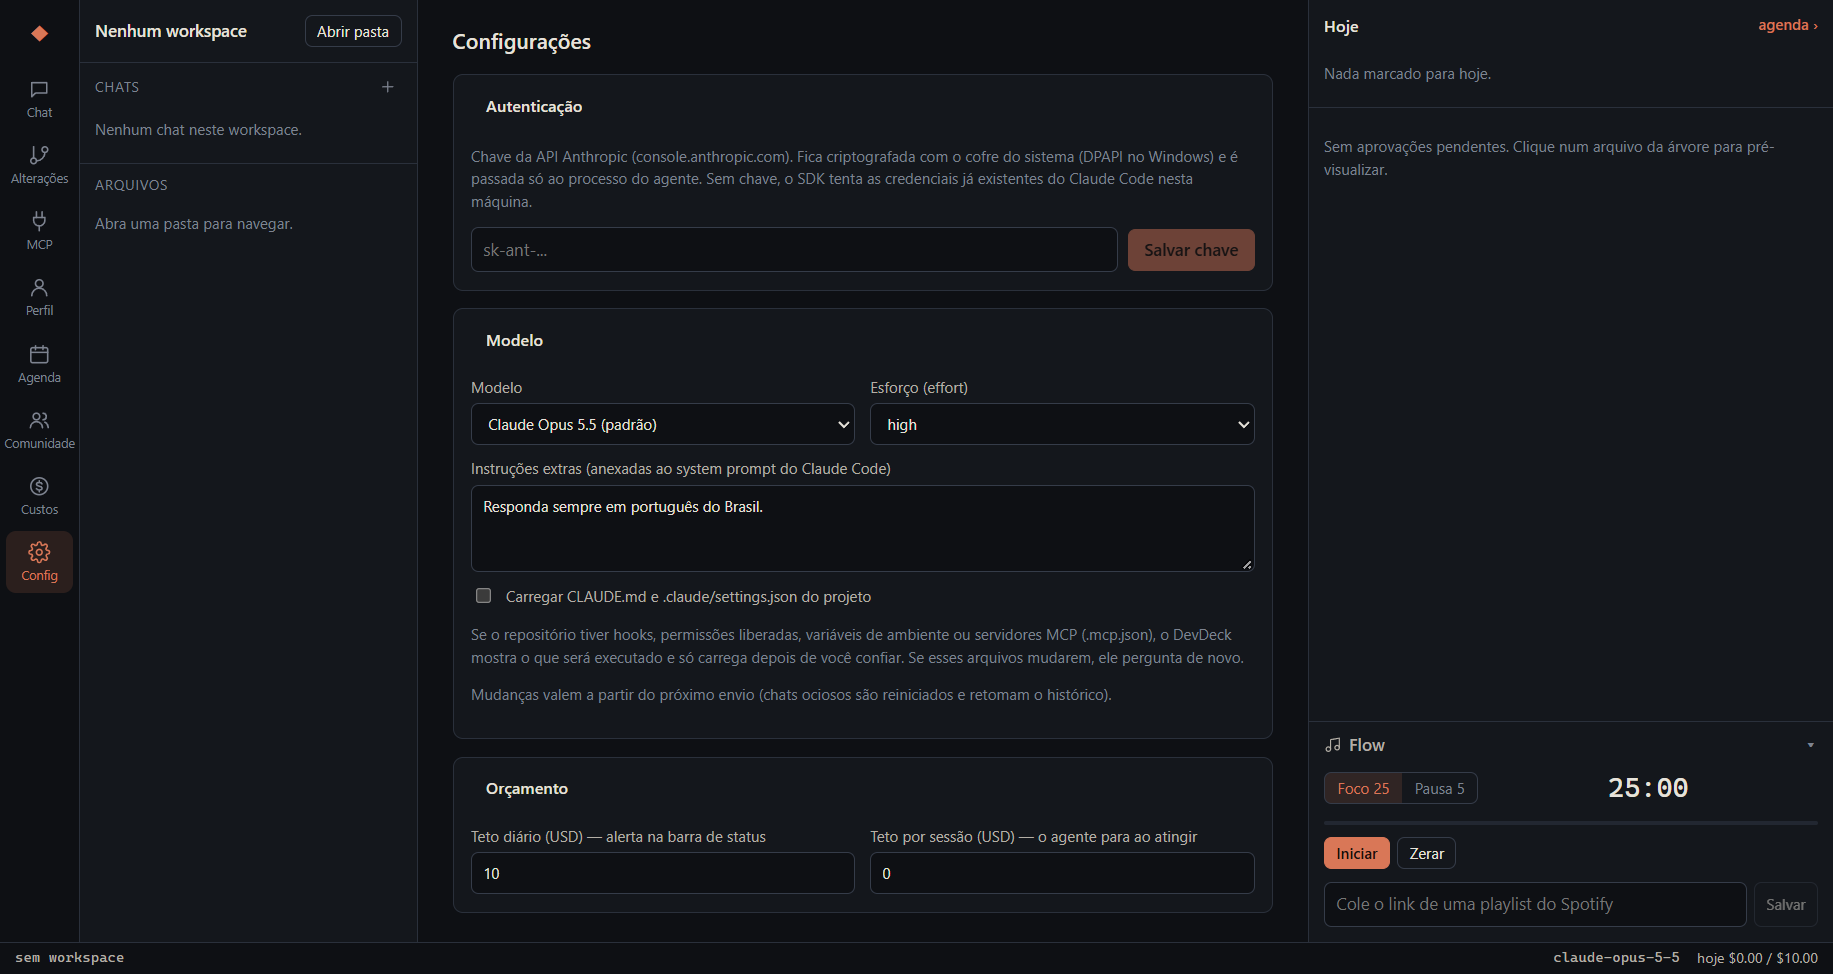 Chat
Alterações
MCP
Perfil
Agenda
Comunidade
Custos
Config
Nenhum workspace
Abrir pasta
CHATS
Nenhum chat neste workspace.
ARQUIVOS
Abra uma pasta para navegar.
Configurações
Autenticação
Chave da API Anthropic (console.anthropic.com). Fica criptografada com o cofre do sistema (DPAPI no Windows) e é
passada só ao processo do agente. Sem chave, o SDK tenta as credenciais já existentes do Claude Code nesta
máquina.
sk-ant-...
Salvar chave
Modelo
Modelo
Esforço (effort)
Claude Opus 5.5 (padrão)
high
Instruções extras (anexadas ao system prompt do Claude Code)
Responda sempre em português do Brasil.
Carregar CLAUDE.md e .claude/settings.json do projeto
Se o repositório tiver hooks, permissões liberadas, variáveis de ambiente ou servidores MCP (.mcp.json), o DevDeck
mostra o que será executado e só carrega depois de você confiar. Se esses arquivos mudarem, ele pergunta de novo.
Mudanças valem a partir do próximo envio (chats ociosos são reiniciados e retomam o histórico).
Orçamento
Teto diário (USD) — alerta na barra de status
Teto por sessão (USD) — o agente para ao atingir
10
0
Hoje
agenda ›
Nada marcado para hoje.
Sem aprovações pendentes. Clique num arquivo da árvore para pré-
visualizar.
Flow
Foco 25
Pausa 5
25:00
Iniciar
Zerar
Cole o link de uma playlist do Spotify
Salvar
sem workspace
claude-opus-5-5
hoje $0.00 / $10.00